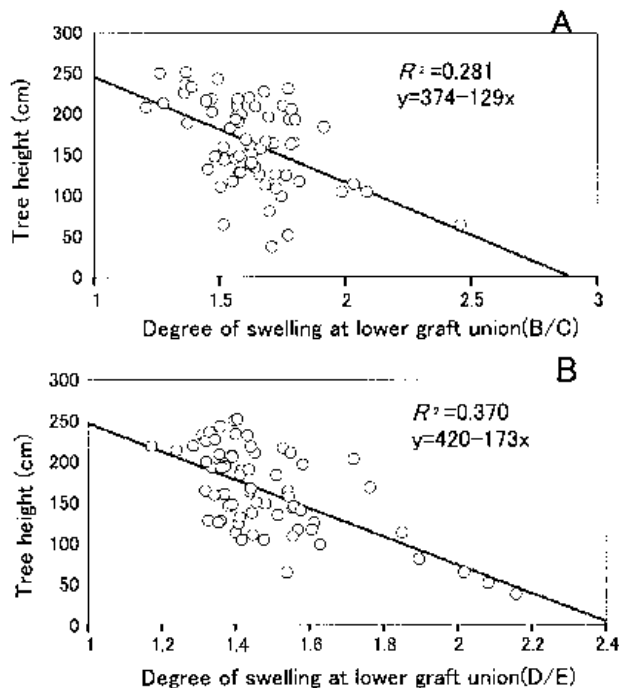 A
300
250
200
150
100
50
0
Tree height (cm)
R²=0.281
y=374-129x
1
1.5
2
2.5
3
Degree of swelling at lower graft union(B/C)
B
300
250
200
150
100
50
0
Tree height (cm)
R²=0.370
y=420-173x
1
1.2
1.4
1.6
1.8
2
2.2
2.4
Degree of swelling at lower graft union(D/E)